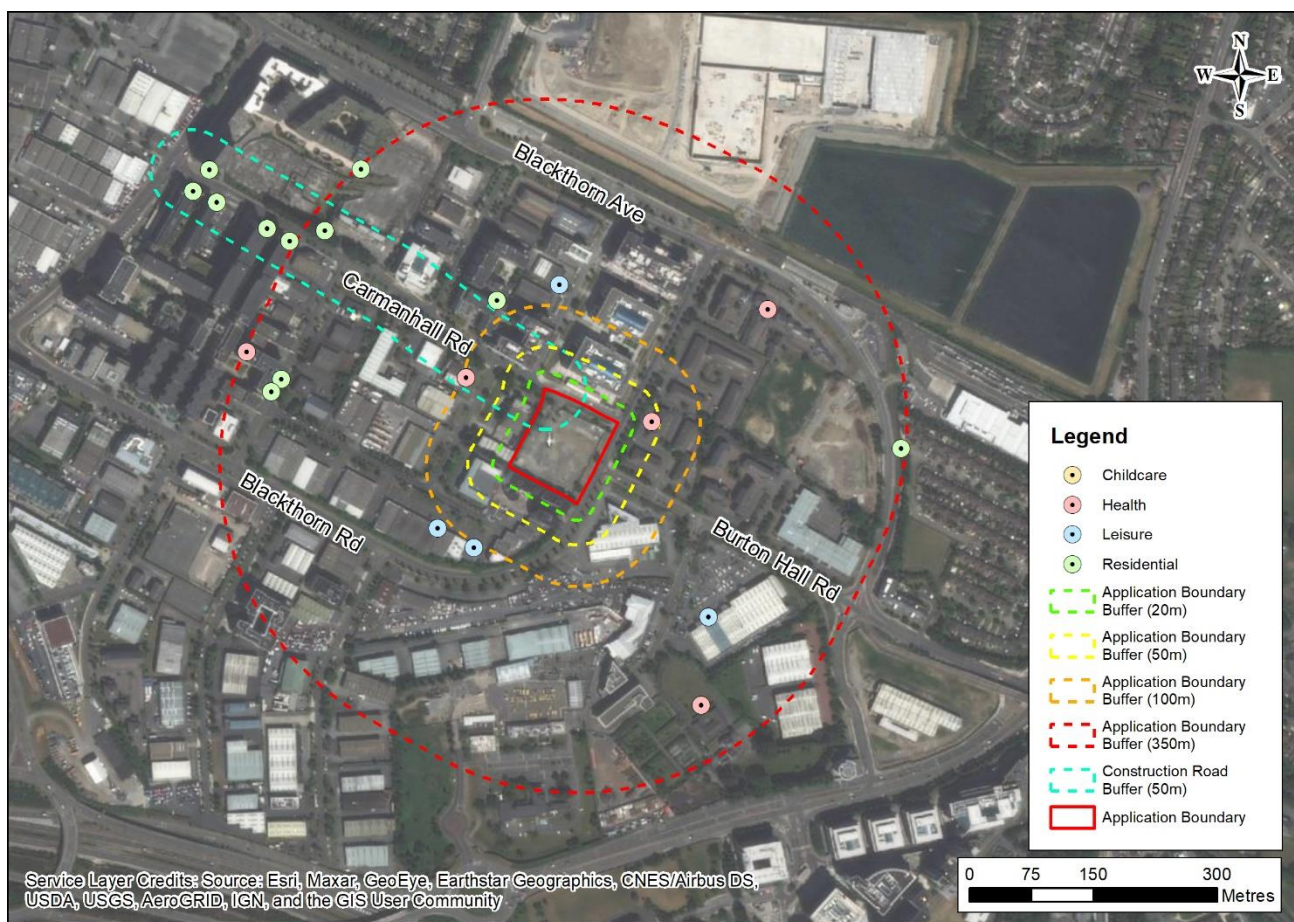 N
W E
S
Blackthorn Ave
Carmanhall Rd
Blackthorn Rd
Burton Hall Rd
Legend
Childcare
Health
Leisure
Residential
Application Boundary
Buffer (20m)
Application Boundary
Buffer (50m)
Application Boundary
Buffer (100m)
Application Boundary
Buffer (350m)
Construction Road
Buffer (50m)
Application Boundary
0 75 150 300
Metres
Service Layer Credits: Source: Esri, Maxar, GeoEye, Earthstar Geographics, CNES/Airbus DS,
USDA, USGS, AeroGRID, IGN, and the GIS User Community